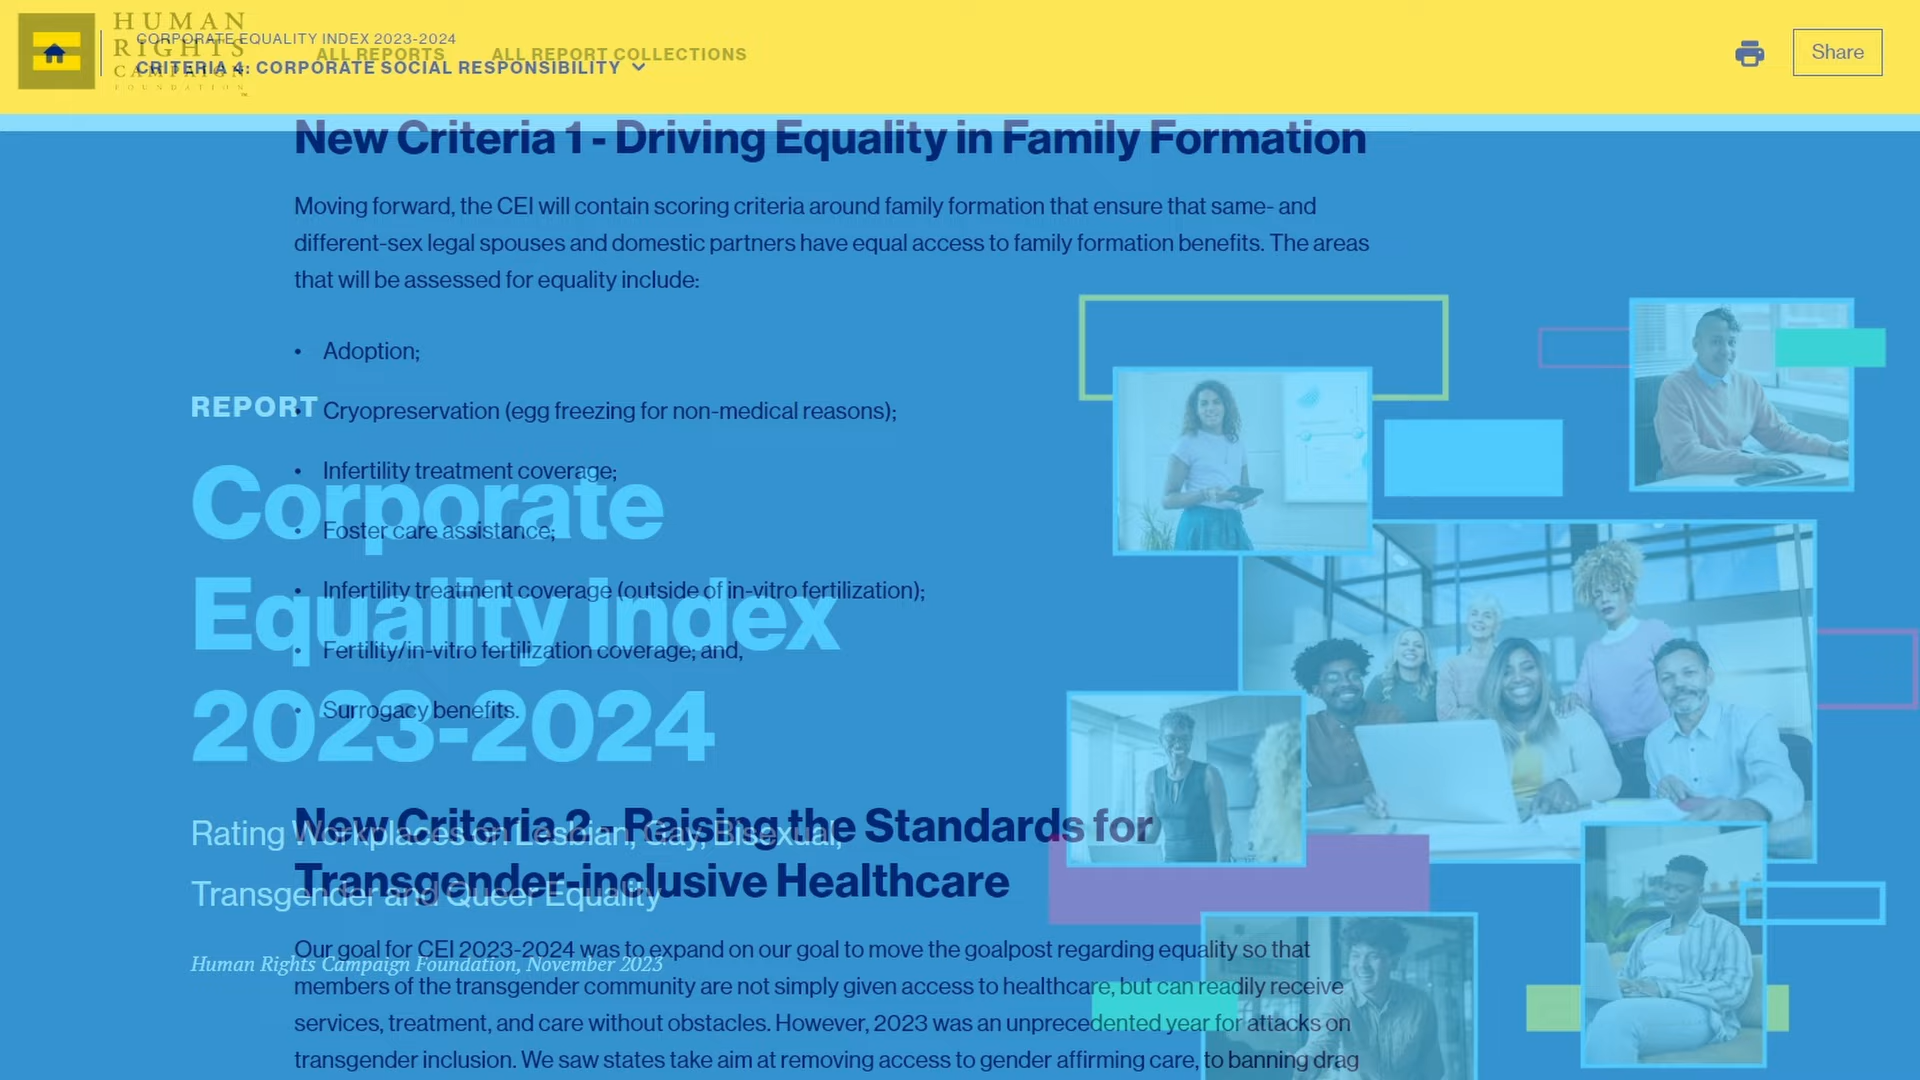 HUMAN
RIGHTS
CAMPAIGN
FOUNDATION
CORPORATE EQUALITY INDEX 2023-2024
CRITERIA 4: CORPORATE SOCIAL RESPONSIBILITY
ALL REPORTS
ALL REPORT COLLECTIONS
Share
New Criteria 1 - Driving Equality in Family Formation
Moving forward, the CEI will contain scoring criteria around family formation that ensure that same- and
different-sex legal spouses and domestic partners have equal access to family formation benefits. The areas
that will be assessed for equality include:
• Adoption;
• Cryopreservation (egg freezing for non-medical reasons);
• Infertility treatment coverage;
• Foster care assistance;
• Infertility treatment coverage (outside of in-vitro fertilization);
• Fertility/in-vitro fertilization coverage; and,
• Surrogacy benefits.
REPORT
Corporate
Equality Index
2023-2024
Rating Workplaces on Lesbian, Gay, Bisexual,
Transgender and Queer Equality
Human Rights Campaign Foundation, November 2023
New Criteria 2 - Raising the Standards for
Transgender-inclusive Healthcare
Our goal for CEI 2023-2024 was to expand on our goal to move the goalpost regarding equality so that
members of the transgender community are not simply given access to healthcare, but can readily receive
services, treatment, and care without obstacles. However, 2023 was an unprecedented year for attacks on
transgender inclusion. We saw states take aim at removing access to gender affirming care, to banning drag